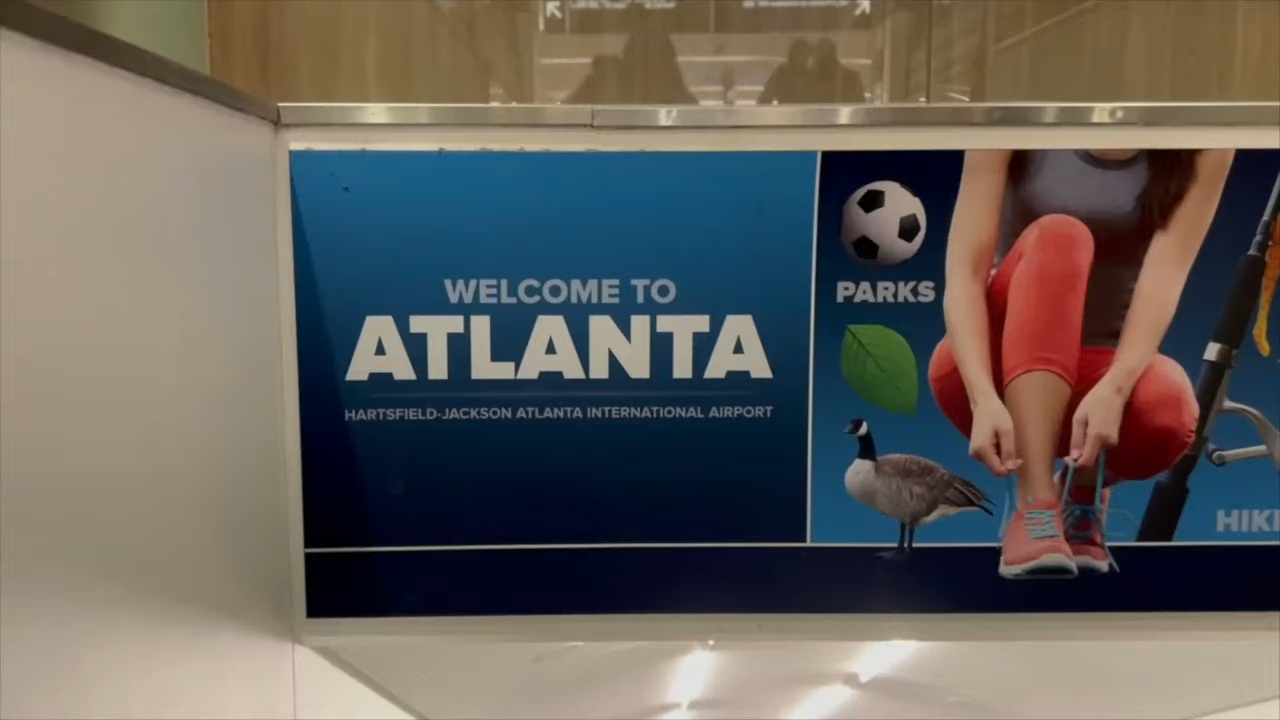 WELCOME TO
ATLANTA
HARTSFIELD-JACKSON ATLANTA INTERNATIONAL AIRPORT
PARKS